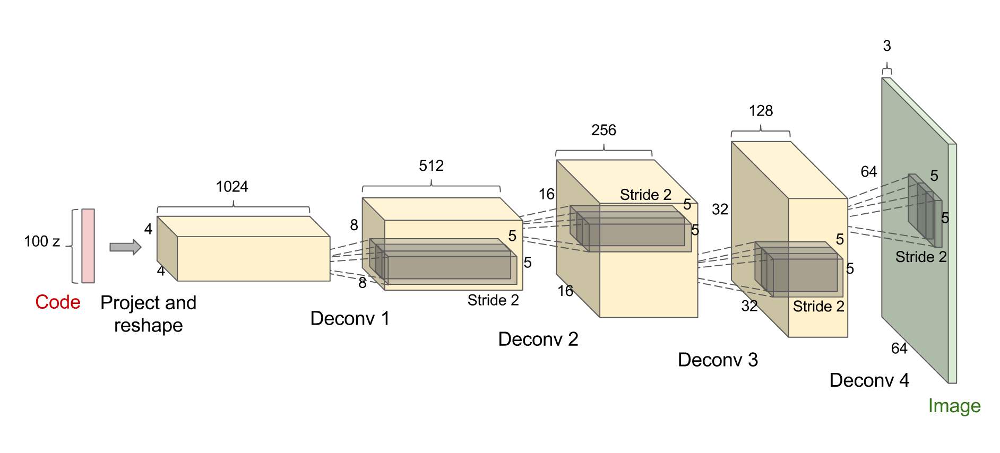 100 z
Code
Project and
reshape
1024
4
4
Deconv 1
512
8
8
5
5
Stride 2
Deconv 2
256
16
16
Stride 2
5
5
Deconv 3
128
32
32
5
5
Stride 2
Deconv 4
3
64
64
5
5
Stride 2
Image